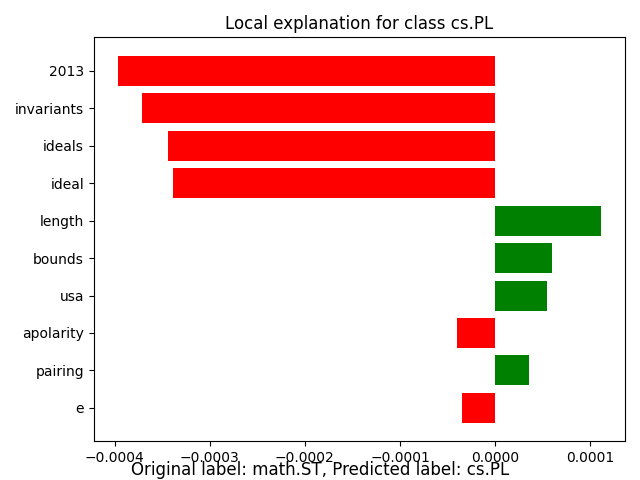 Local explanation for class cs.PL
2013
invariants
ideals
ideal
length
bounds
usa
apolarity
pairing
e
−0.0004 −0.0003 −0.0002 −0.0001 0.0000 0.0001
Original label: math.ST, Predicted label: cs.PL